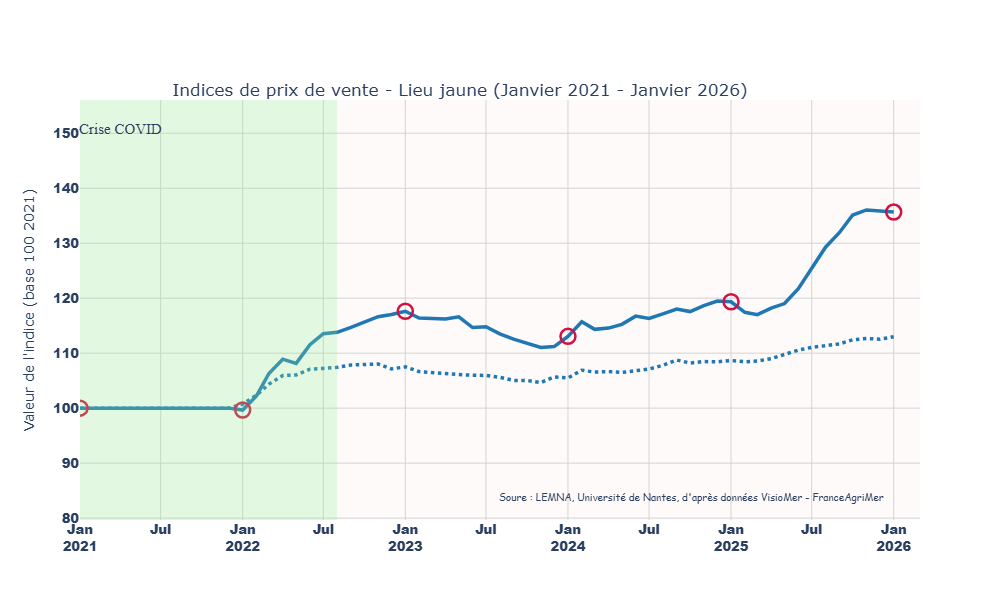 Indices de prix de vente - Lieu jaune (Janvier 2021 - Janvier 2026)
Valeur de l'indice (base 100 2021)
150
140
130
120
110
100
90
80
Crise COVID
Soure : LEMNA, Université de Nantes, d'après données VisioMer - FranceAgriMer
Jan Jul Jan Jul Jan Jul Jan Jul Jan Jul Jan
2021 2022 2023 2024 2025 2026